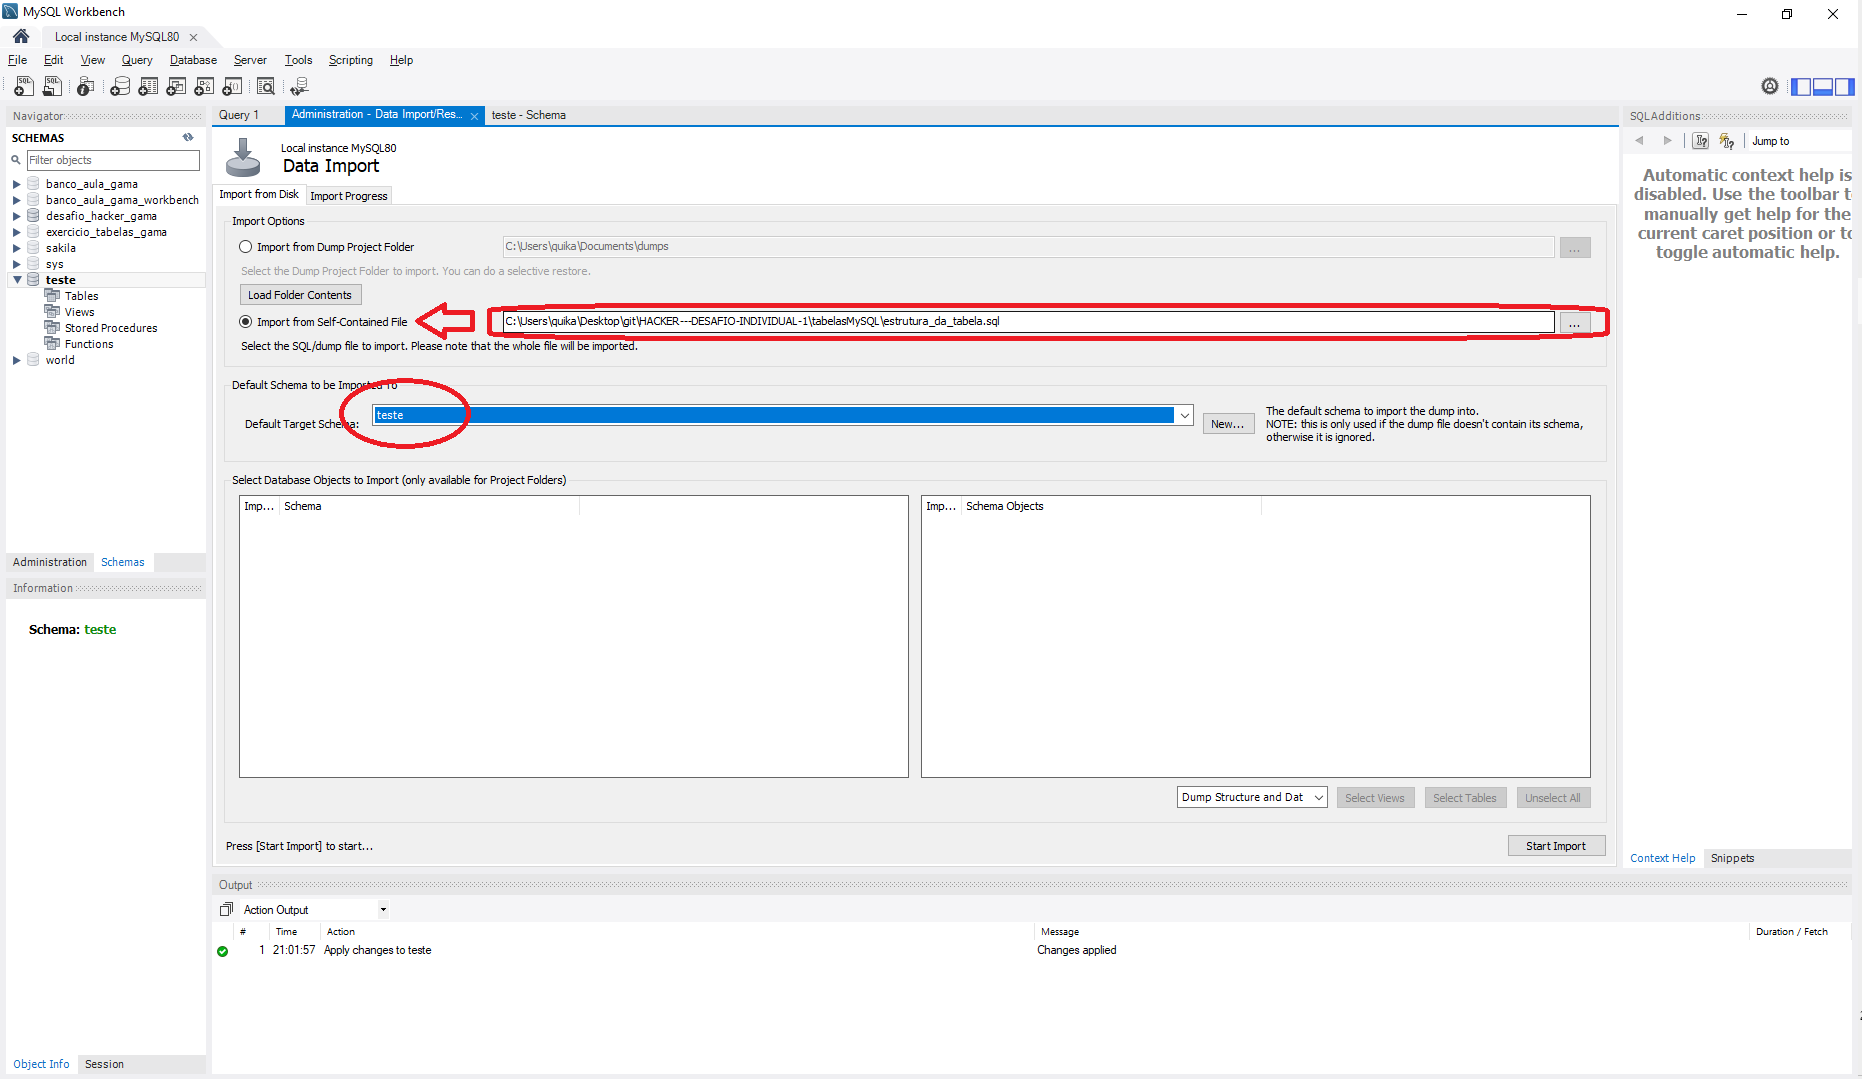 MySQL Workbench
Local instance MySQL80
File Edit View Query Database Server Tools Scripting Help
Navigator
SCHEMAS
Filter objects
banco_aula_gama
banco_aula_gama_workbench
desafio_hacker_gama
exercicio_tabelas_gama
sakila
sys
teste
Tables
Views
Stored Procedures
Functions
world
Administration Schemas
Information
Schema: teste
Object Info Session
Query 1 Administration - Data Import/Res... teste - Schema
Local instance MySQL80
Data Import
Import from Disk Import Progress
Import Options
Import from Dump Project Folder C:\Users\quika\Documents\dumps ...
Select the Dump Project Folder to import. You can do a selective restore.
Load Folder Contents
Import from Self-Contained File C:\Users\quika\Desktop\git\HACKER---DESAFIO-INDIVIDUAL-1\tabelasMySQL\estrutura_da_tabela.sql ...
Select the SQL/dump file to import. Please note that the whole file will be imported.
Default Schema to be Imported To
Default Target Schema: teste New...
The default schema to import the dump into.
NOTE: this is only used if the dump file doesn't contain its schema,
otherwise it is ignored.
Select Database Objects to Import (only available for Project Folders)
Imp... Schema
Imp... Schema Objects
Dump Structure and Dat Select Views Select Tables Unselect All
Press [Start Import] to start...
Start Import
Output
Action Output
# Time Action Message Duration / Fetch
1 21:01:57 Apply changes to teste Changes applied
SQLAdditions
Jump to
Automatic context help is
disabled. Use the toolbar t
manually get help for the
current caret position or to
toggle automatic help.
Context Help Snippets